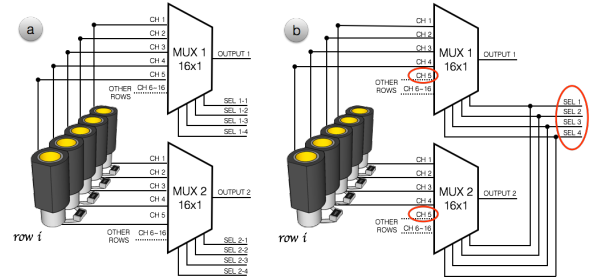 a
CH 1
CH 2
CH 3
CH 4
CH 5
OTHER ROWS
CH 6-16
MUX 1
16x1
OUTPUT 1
SEL 1-1
SEL 1-2
SEL 1-3
SEL 1-4
CH 1
CH 2
CH 3
CH 4
CH 5
OTHER ROWS
CH 6-16
MUX 2
16x1
OUTPUT 2
SEL 2-1
SEL 2-2
SEL 2-3
SEL 2-4
row i
b
CH 1
CH 2
CH 3
CH 4
CH 5
OTHER ROWS
CH 6-16
MUX 1
16x1
OUTPUT 1
SEL 1
SEL 2
SEL 3
SEL 4
CH 1
CH 2
CH 3
CH 4
CH 5
OTHER ROWS
CH 6-16
MUX 2
16x1
OUTPUT 2
row i